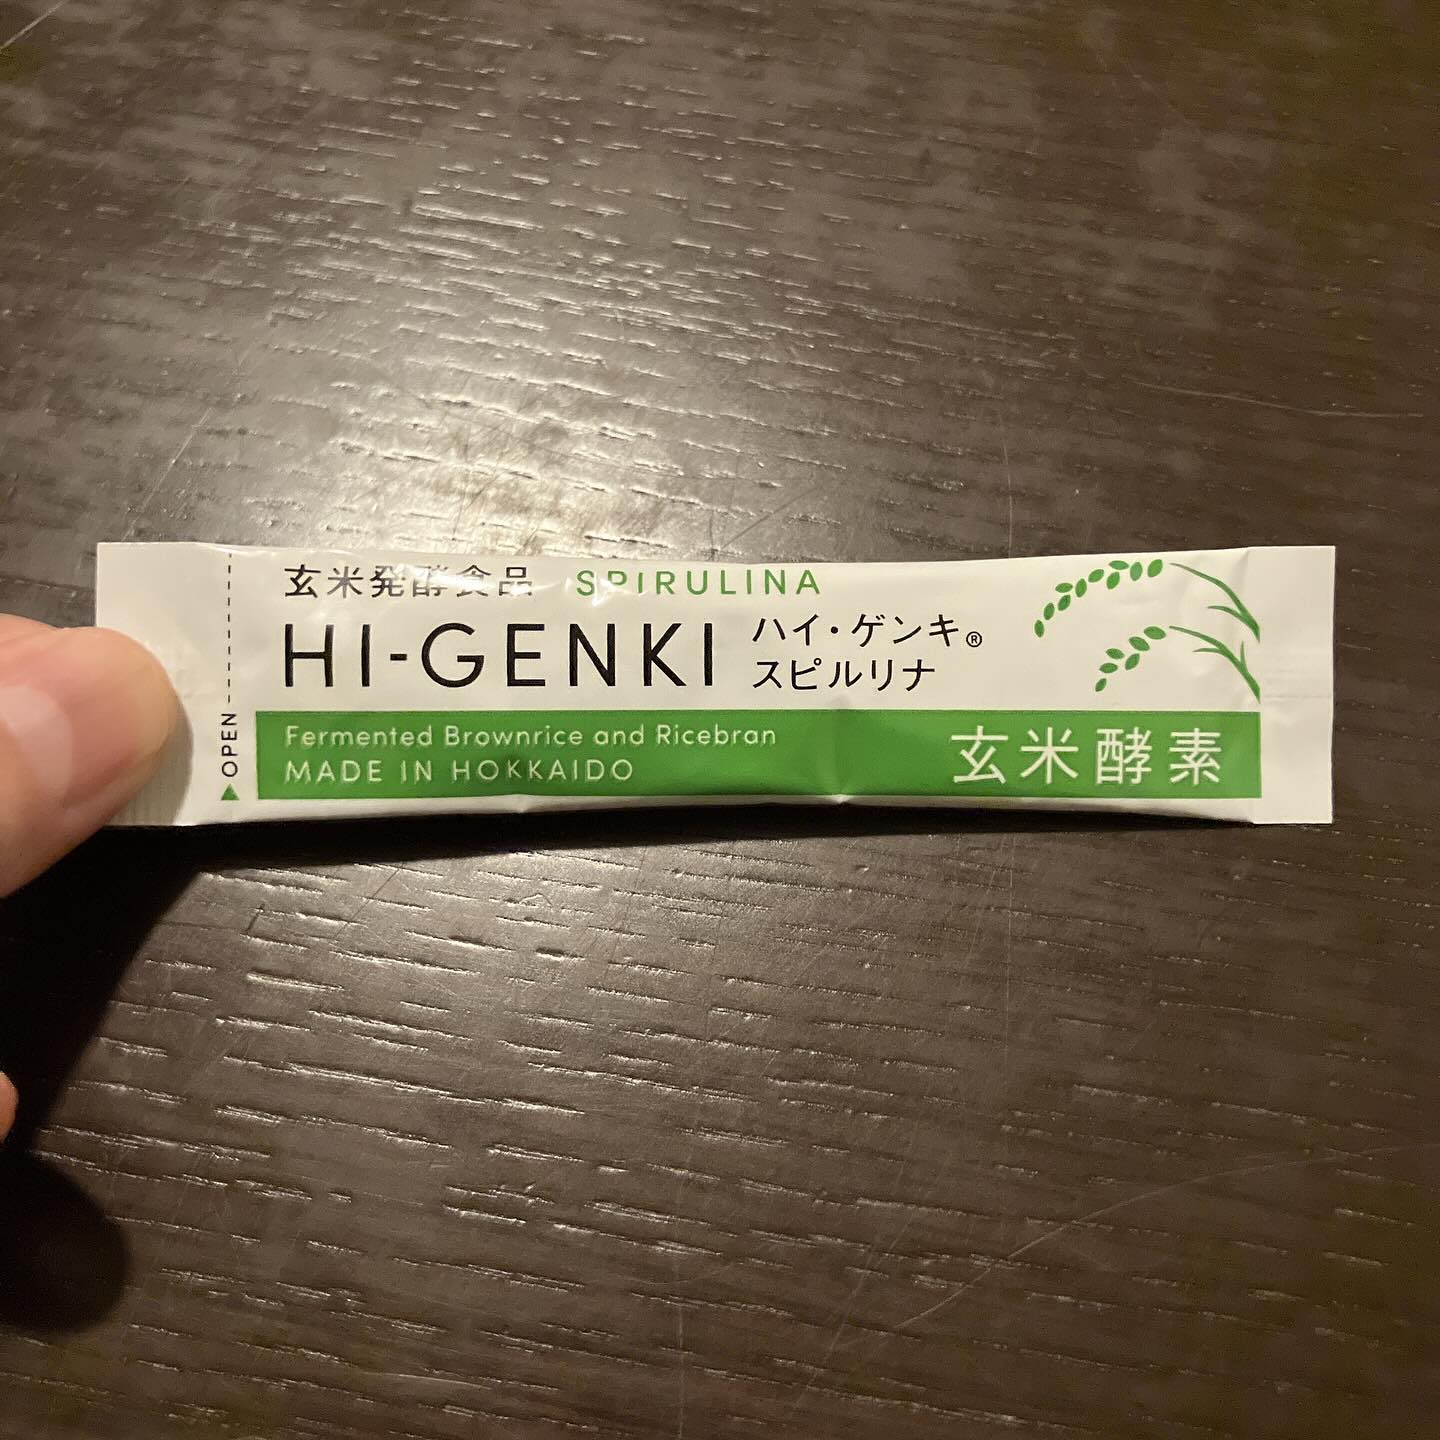 玄米発酵食品 SPIRULINA
HI-GENKI ハイ・ゲンキ®
スピルリナ
Fermented Brownrice and Ricebran
MADE IN HOKKAIDO
玄米酵素
▲OPEN